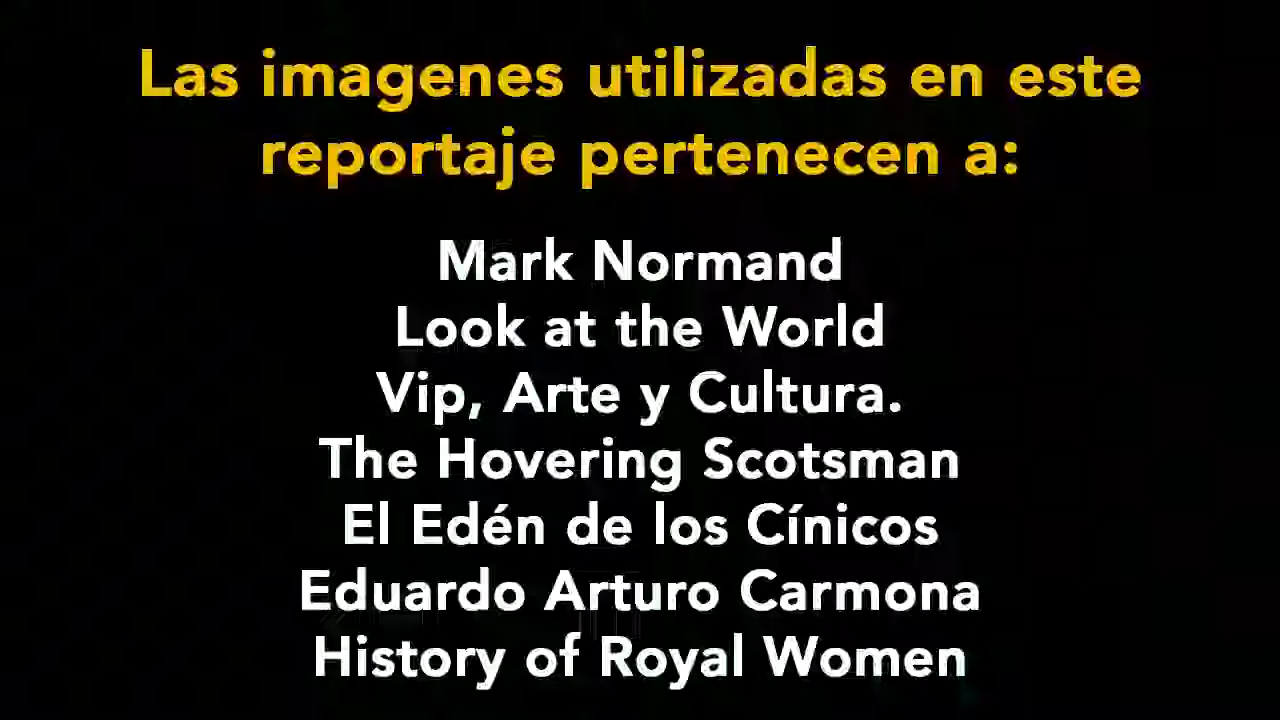 Las imagenes utilizadas en este
reportaje pertenecen a:
Mark Normand
Look at the World
Vip, Arte y Cultura.
The Hovering Scotsman
El Edén de los Cínicos
Eduardo Arturo Carmona
History of Royal Women